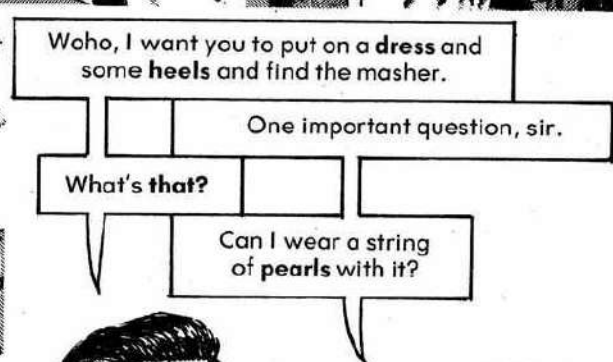 Woho, I want you to put on a dress and
some heels and find the masher.
One important question, sir.
What's that?
Can I wear a string
of pearls with it?